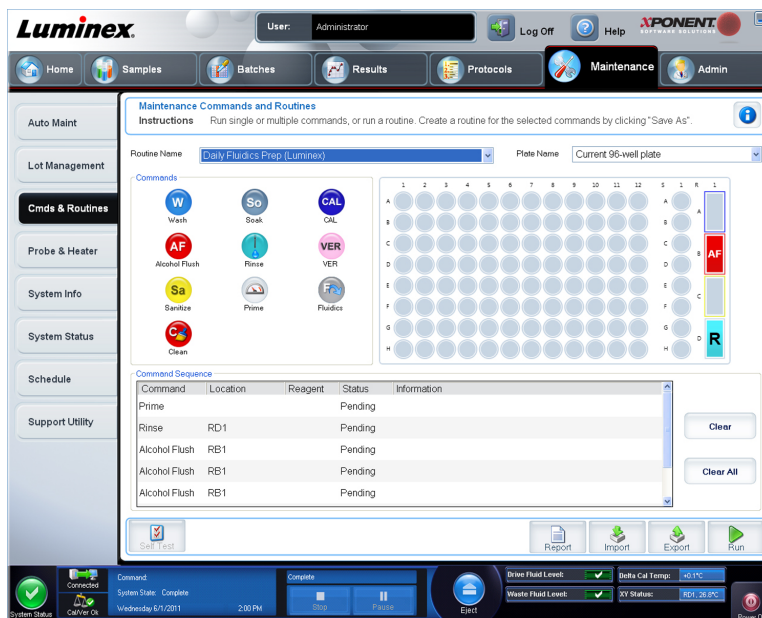 Luminex.
User: Administrator
Log Off
Help
XPONENT.
SOFTWARE SOLUTIONS
Home
Samples
Batches
Results
Protocols
Maintenance
Admin
Auto Maint
Lot Management
Cmds & Routines
Probe & Heater
System Info
System Status
Schedule
Support Utility
Maintenance Commands and Routines
Instructions Run single or multiple commands, or run a routine. Create a routine for the selected commands by clicking "Save As".
Routine Name Daily Fluidics Prep (Luminex)
Plate Name Current 96-well plate
Commands
W So CAL
Wash Soak CAL
AF VER
Alcohol Flush Rinse VER
Sa
Sanitize Prime Fluidics
C
Clean
1 2 3 4 5 6 7 8 9 10 11 12 S 1 R 1
A A A
B B
C C B AF
D D
E E C
F F
G G D R
H H
Command Sequence
Command Location Reagent Status Information
Prime Pending
Rinse RD1 Pending
Alcohol Flush RB1 Pending
Alcohol Flush RB1 Pending
Alcohol Flush RB1 Pending
Clear
Clear All
Self Test
Report
Import
Export
Run
System Status
Connected
Cal/Ver Ok
Command:
System State: Complete
Wednesday 6/1/2011 2:00 PM
Complete
Stop
Pause
Eject
Drive Fluid Level:
Waste Fluid Level:
Delta Cal Temp: +0.1°C
XY Status: RD1, 26.8°C